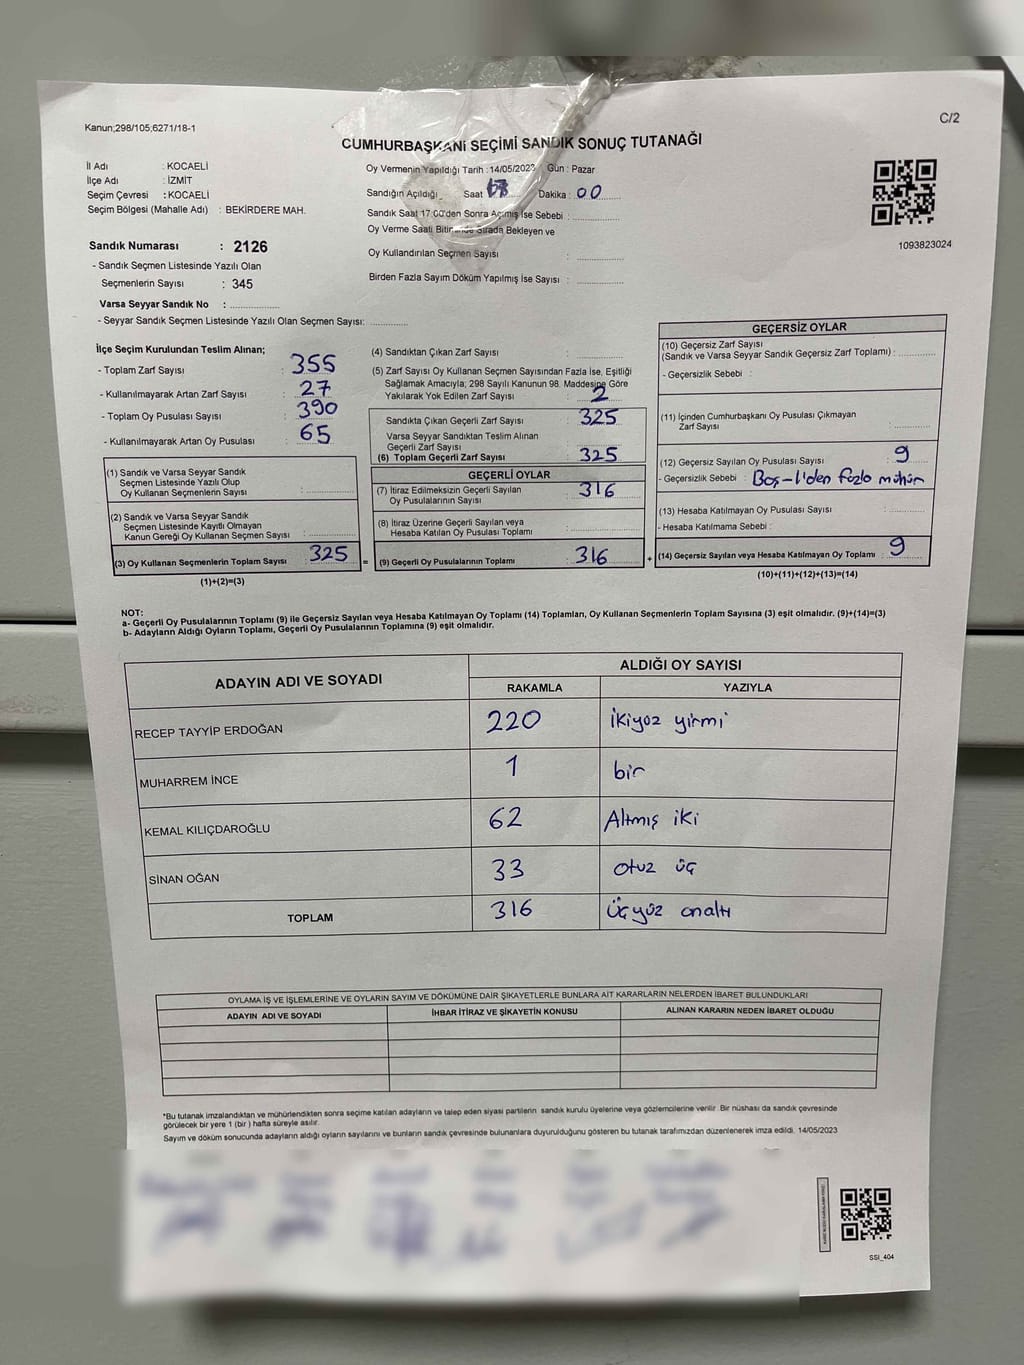 Kanun;298/105;6271/18-1
C/2
CUMHURBAŞKANI SEÇİMİ SANDIK SONUÇ TUTANAĞI
İl Adı : KOCAELİ
İlçe Adı : İZMİT
Seçim Çevresi : KOCAELİ
Seçim Bölgesi (Mahalle Adı) : BEKİRDERE MAH.
Sandık Numarası : 2126
- Sandık Seçmen Listesinde Yazılı Olan
Seçmenlerin Sayısı : 345
Varsa Seyyar Sandık No :
- Seyyar Sandık Seçmen Listesinde Yazılı Olan Seçmen Sayısı:
Oy Vermenin Yapıldığı Tarih : 14/05/2023 Gün : Pazar
Sandığın Açıldığı Saat Dakika : 00
Sandık Saat 17:00'den Sonra Açmış İse Sebebi :
Oy Verme Saati Bitiminde Sırada Bekleyen ve
Oy Kullandırılan Seçmen Sayısı :
Birden Fazla Sayım Döküm Yapılmış İse Sayısı :
1093823024
İlçe Seçim Kurulundan Teslim Alınan;
- Toplam Zarf Sayısı : 355
- Kullanılmayarak Artan Zarf Sayısı : 27
- Toplam Oy Pusulası Sayısı : 390
- Kullanılmayarak Artan Oy Pusulası : 65
(1) Sandık ve Varsa Seyyar Sandık
Seçmen Listesinde Yazılı Olup
Oy Kullanan Seçmenlerin Sayısı :
(2) Sandık ve Varsa Seyyar Sandık
Seçmen Listesinde Kayıtlı Olmayan
Kanun Gereği Oy Kullanan Seçmen Sayısı :
(3) Oy Kullanan Seçmenlerin Toplam Sayısı : 325 =
(1)+(2)=(3)
(4) Sandıktan Çıkan Zarf Sayısı :
(5) Zarf Sayısı Oy Kullanan Seçmen Sayısından Fazla İse, Eşitliği
Sağlamak Amacıyla; 298 Sayılı Kanunun 98. Maddesine Göre
Yakılarak Yok Edilen Zarf Sayısı : 2
Sandıkta Çıkan Geçerli Zarf Sayısı : 325
Varsa Seyyar Sandıktan Teslim Alınan
Geçerli Zarf Sayısı :
(6) Toplam Geçerli Zarf Sayısı : 325
GEÇERLİ OYLAR
(7) İtiraz Edilmeksizin Geçerli Sayılan
Oy Pusulalarının Sayısı : 316
(8) İtiraz Üzerine Geçerli Sayılan veya
Hesaba Katılan Oy Pusulası Toplamı :
(9) Geçerli Oy Pusulalarının Toplamı : 316 +
GEÇERSİZ OYLAR
(10) Geçersiz Zarf Sayısı
(Sandık ve Varsa Seyyar Sandık Geçersiz Zarf Toplamı) :
- Geçersizlik Sebebi :
(11) İçinden Cumhurbaşkanı Oy Pusulası Çıkmayan
Zarf Sayısı :
(12) Geçersiz Sayılan Oy Pusulası Sayısı : 9
- Geçersizlik Sebebi : Boş-1'den fazla mühür
(13) Hesaba Katılmayan Oy Pusulası Sayısı :
- Hesaba Katılmama Sebebi :
(14) Geçersiz Sayılan veya Hesaba Katılmayan Oy Toplamı : 9
(10)+(11)+(12)+(13)=(14)
NOT:
a- Geçerli Oy Pusulalarının Toplamı (9) ile Geçersiz Sayılan veya Hesaba Katılmayan Oy Toplamı (14) Toplamları, Oy Kullanan Seçmenlerin Toplam Sayısına (3) eşit olmalıdır. (9)+(14)=(3)
b- Adayların Aldığı Oyların Toplamı, Geçerli Oy Pusulalarının Toplamına (9) eşit olmalıdır.
ADAYIN ADI VE SOYADI
ALDIĞI OY SAYISI
RAKAMLA YAZIYLA
RECEP TAYYİP ERDOĞAN 220 İkiyüz yirmi
MUHARREM İNCE 1 bir
KEMAL KILIÇDAROĞLU 62 Altmış iki
SİNAN OĞAN 33 Otuz üç
TOPLAM 316 Üçyüz onaltı
OYLAMA İŞ VE İŞLEMLERİNE VE OYLARIN SAYIM VE DÖKÜMÜNE DAİR ŞİKAYETLERLE BUNLARA AİT KARARLARIN NELERDEN İBARET BULUNDUKLARI
ADAYIN ADI VE SOYADI İHBAR İTİRAZ VE ŞİKAYETİN KONUSU ALINAN KARARIN NEDEN İBARET OLDUĞU
*Bu tutanak imzalandıktan ve mühürlendikten sonra seçime katılan adayların ve talep eden siyasi partilerin sandık kurulu üyelerine veya gözlemcilerine verilir. Bir nüshası da sandık çevresinde
görülecek bir yere 1 (bir ) hafta süreyle asılır.
Sayım ve döküm sonucunda adayların aldığı oyların sayılarını ve bunların sandık çevresinde bulunanlara duyurulduğunu gösteren bu tutanak tarafımızdan düzenlenerek imza edildi. 14/05/2023
SSI_404